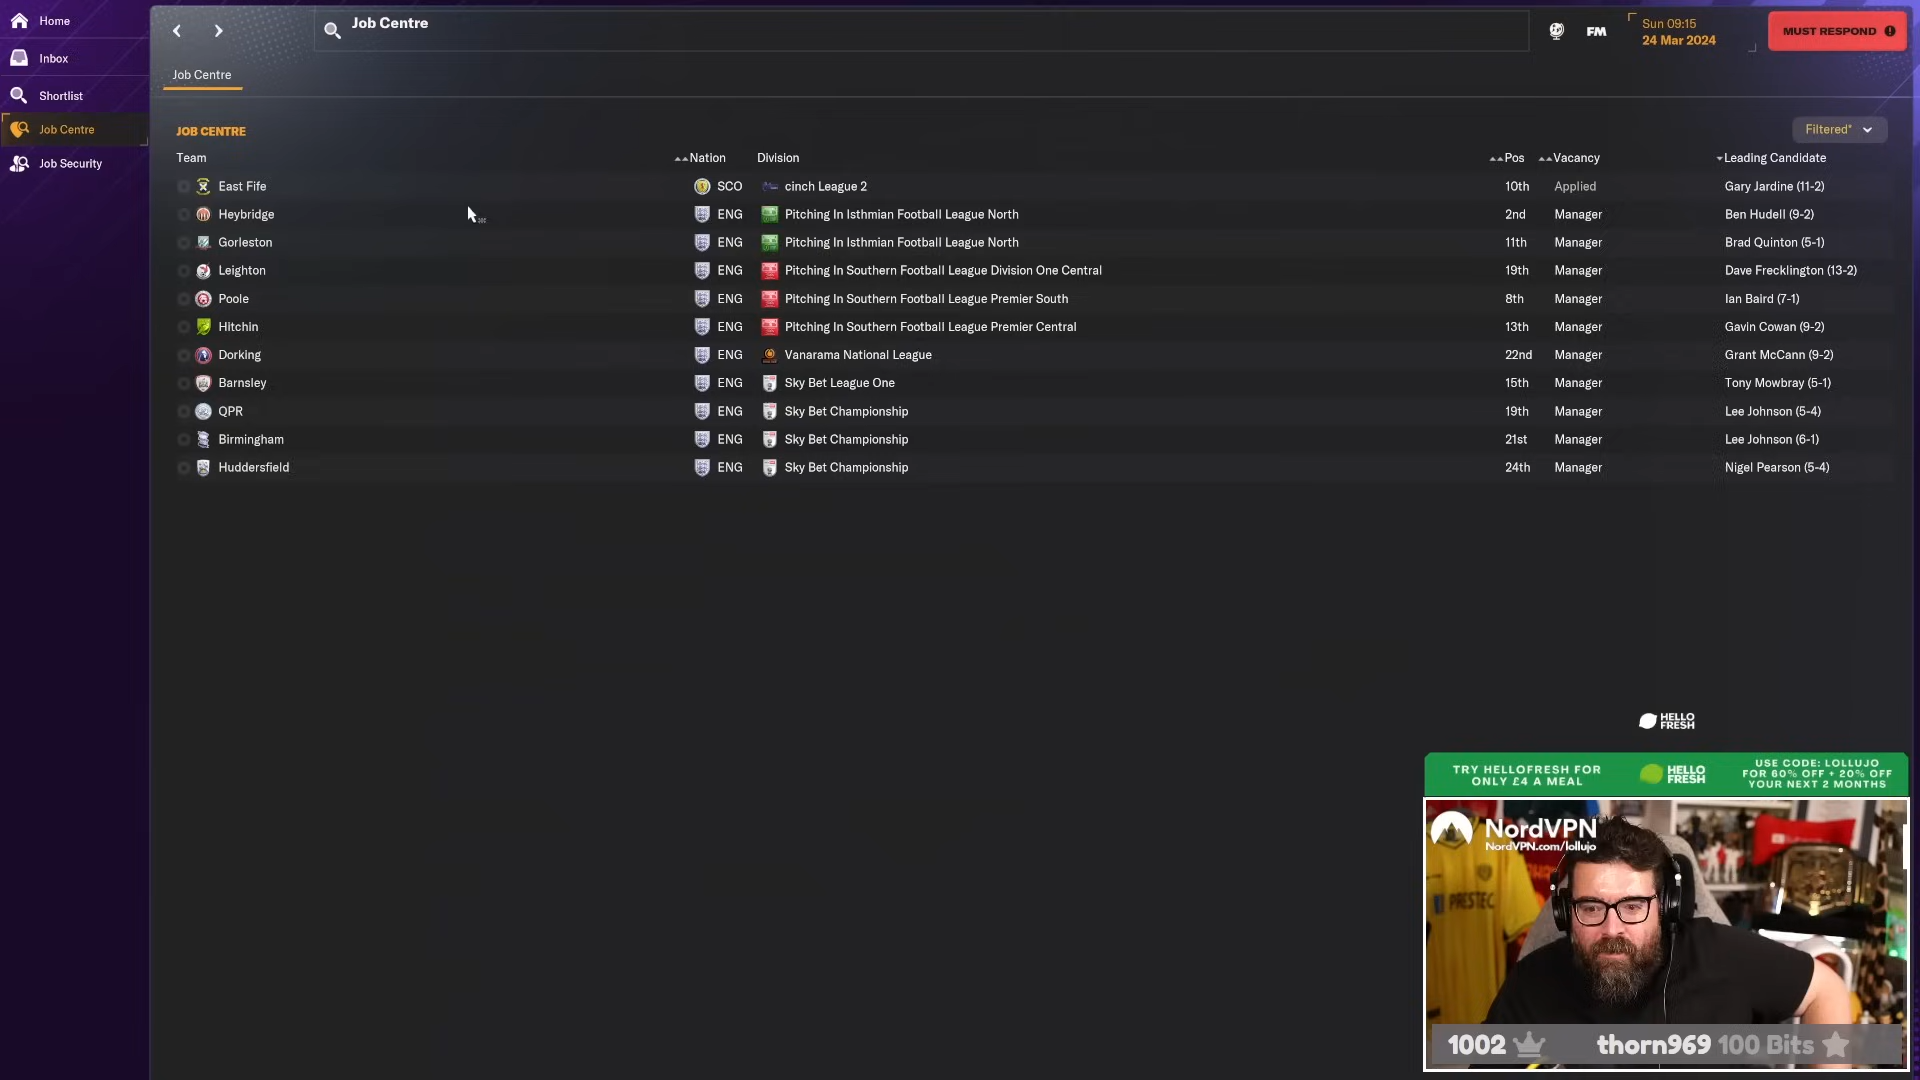 Home
Inbox
Shortlist
Job Centre
Job Security
Job Centre
FM
Sun 09:15
24 Mar 2024
MUST RESPOND
Job Centre
JOB CENTRE
Filtered*
Team Nation Division Pos Vacancy Leading Candidate
East Fife SCO cinch League 2 10th Applied Gary Jardine (11-2)
Heybridge ENG Pitching In Isthmian Football League North 2nd Manager Ben Hudell (9-2)
Gorleston ENG Pitching In Isthmian Football League North 11th Manager Brad Quinton (5-1)
Leighton ENG Pitching In Southern Football League Division One Central 19th Manager Dave Frecklington (13-2)
Poole ENG Pitching In Southern Football League Premier South 8th Manager Ian Baird (7-1)
Hitchin ENG Pitching In Southern Football League Premier Central 13th Manager Gavin Cowan (9-2)
Dorking ENG Vanarama National League 22nd Manager Grant McCann (9-2)
Barnsley ENG Sky Bet League One 15th Manager Tony Mowbray (5-1)
QPR ENG Sky Bet Championship 19th Manager Lee Johnson (5-4)
Birmingham ENG Sky Bet Championship 21st Manager Lee Johnson (6-1)
Huddersfield ENG Sky Bet Championship 24th Manager Nigel Pearson (5-4)
HELLO
FRESH
TRY HELLOFRESH FOR
ONLY £4 A MEAL
HELLO
FRESH
USE CODE: LOLLUJO
FOR 60% OFF + 20% OFF
YOUR NEXT 2 MONTHS
NordVPN
NordVPN.com/lollujo
PRESTEC
1002
thorn969 100 Bits